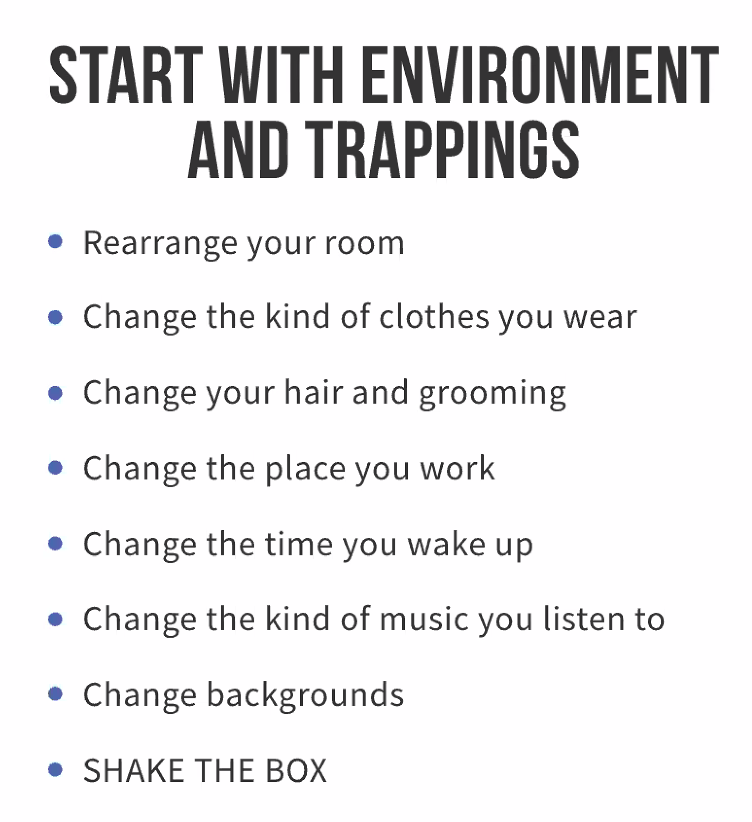 START WITH ENVIRONMENT
AND TRAPPINGS
Rearrange your room
Change the kind of clothes you wear
Change your hair and grooming
Change the place you work
Change the time you wake up
Change the kind of music you listen to
Change backgrounds
SHAKE THE BOX